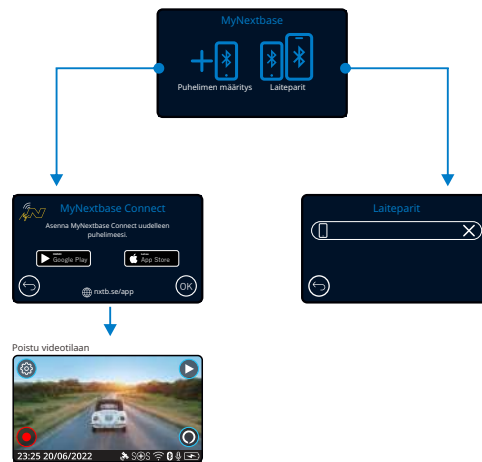 MyNextbase
Puhelimen määritys
Laiteparit
MyNextbase Connect
Asenna MyNextbase Connect uudelleen
puhelimeesi.
Google Play
App Store
OK
nxtb.se/app
Laiteparit
Poistu videotilaan
23:25 20/06/2022
SOS